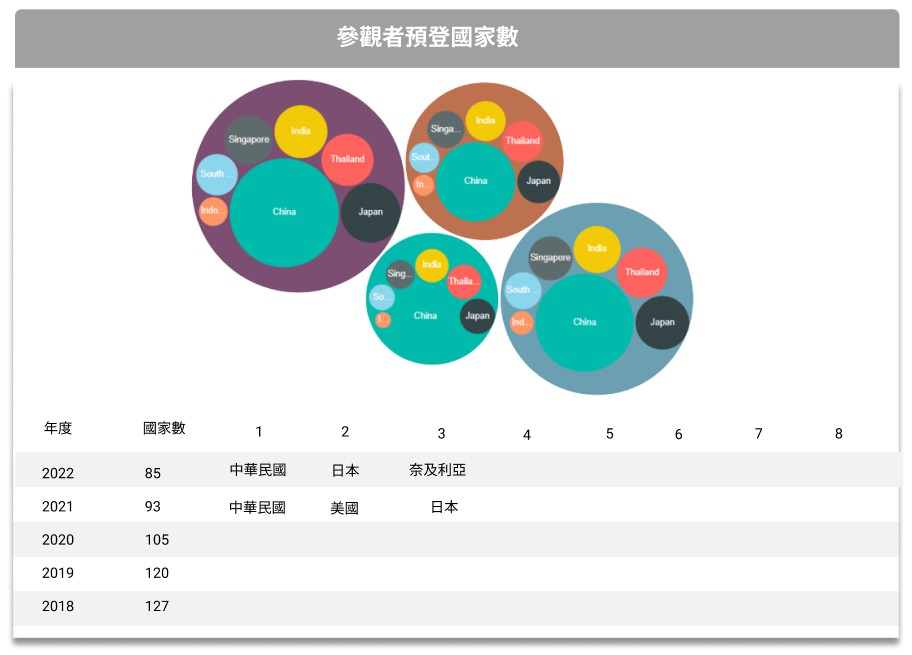 參觀者預登國家數
Singapore
India
Thailand
South ...
Indo...
China
Japan
Singa...
India
Thailand
Sout...
In...
China
Japan
Sing...
India
Thaila...
So...
I...
China
Japan
Singapore
India
Thailand
South ...
Ind...
China
Japan
年度 國家數 1 2 3 4 5 6 7 8
2022 85 中華民國 日本 奈及利亞
2021 93 中華民國 美國 日本
2020 105
2019 120
2018 127